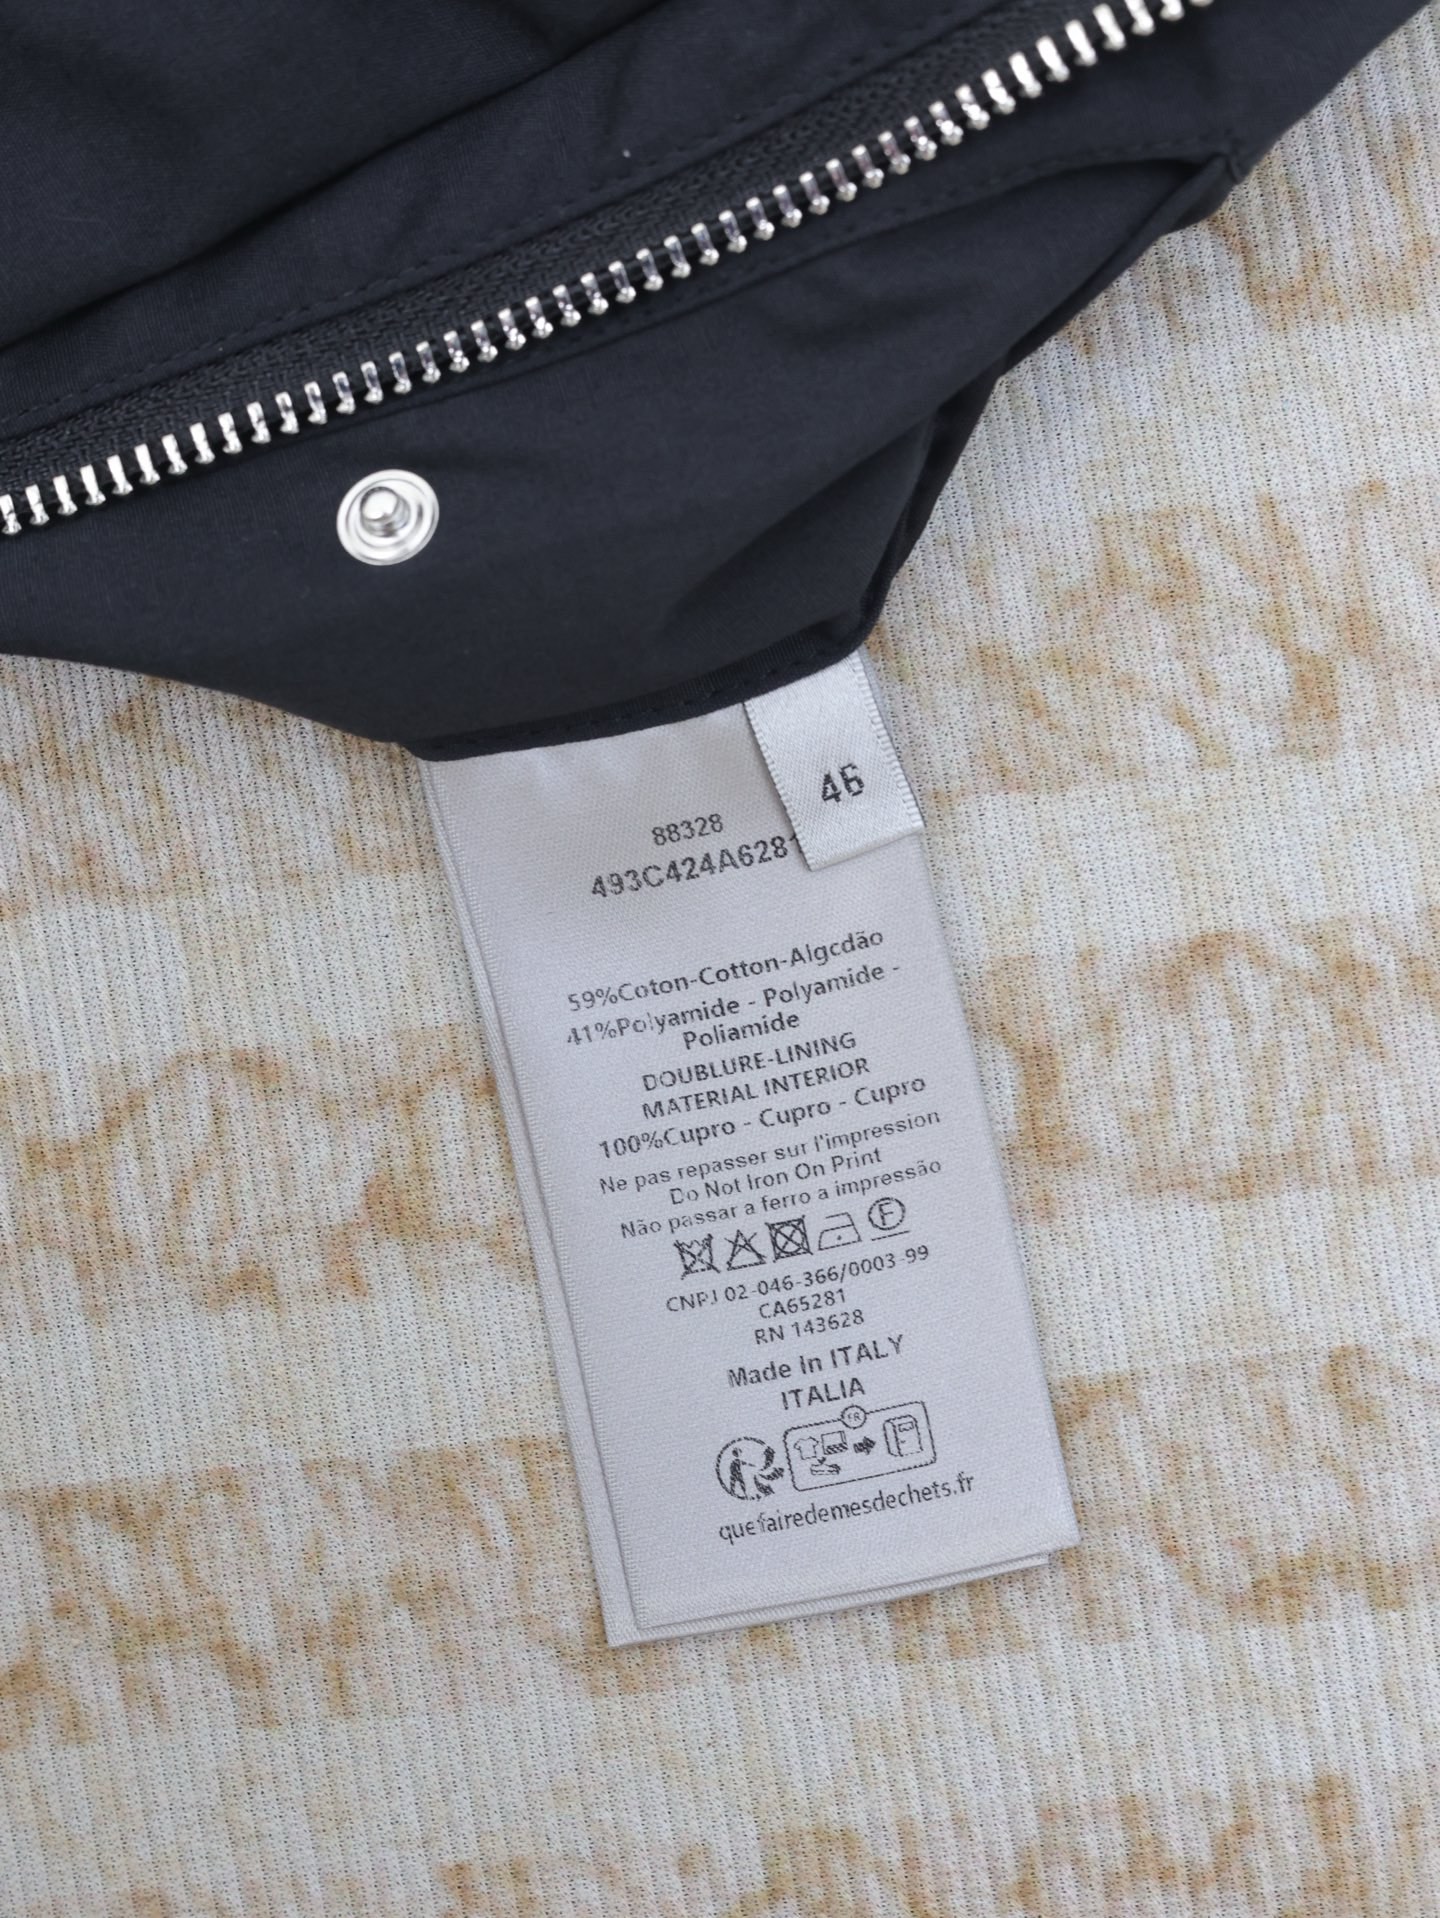 46
88328
493C424A6281
59%Coton-Cotton-Algcdão
41%Polyamide - Polyamide -
Poliamide
DOUBLURE-LINING
MATERIAL INTERIOR
100%Cupro - Cupro - Cupro
Ne pas repasser sur l'impression
Do Not Iron On Print
Não passar a ferro a impressão
F
CNPJ 02-046-366/0003-99
CA65281
RN 143628
Made In ITALY
ITALIA
FR
quefairedemesdechets.fr